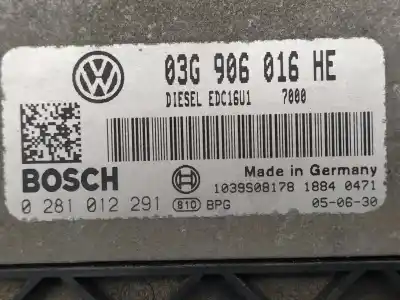 03G 906 016 HE
DIESEL EDC16U1 7000
BOSCH
Made in Germany
1039S08178 1884 0471
0 281 012 291 810 BPG 05-06-30